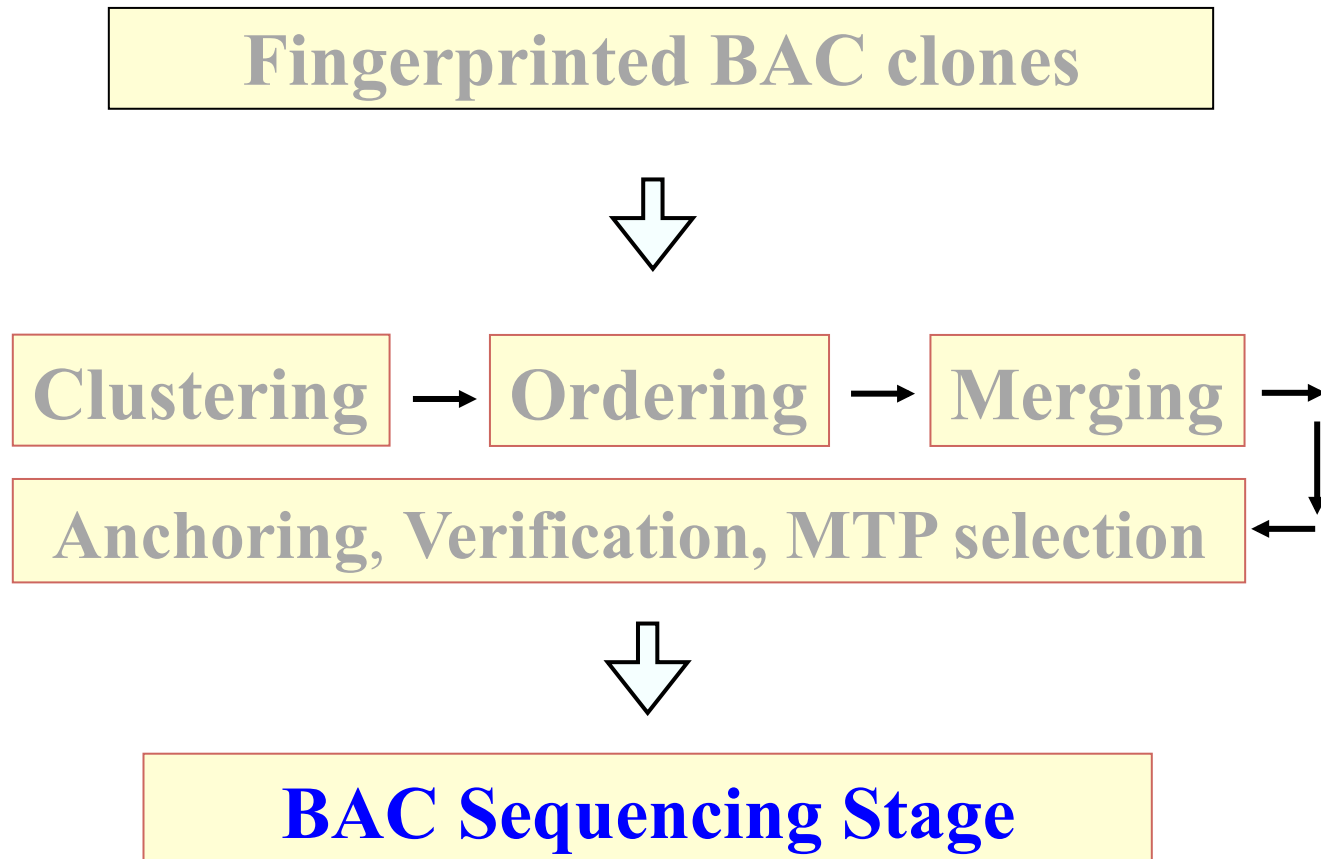 Fingerprinted BAC clones
Clustering
Ordering
Merging
Anchoring, Verification, MTP selection
BAC Sequencing Stage